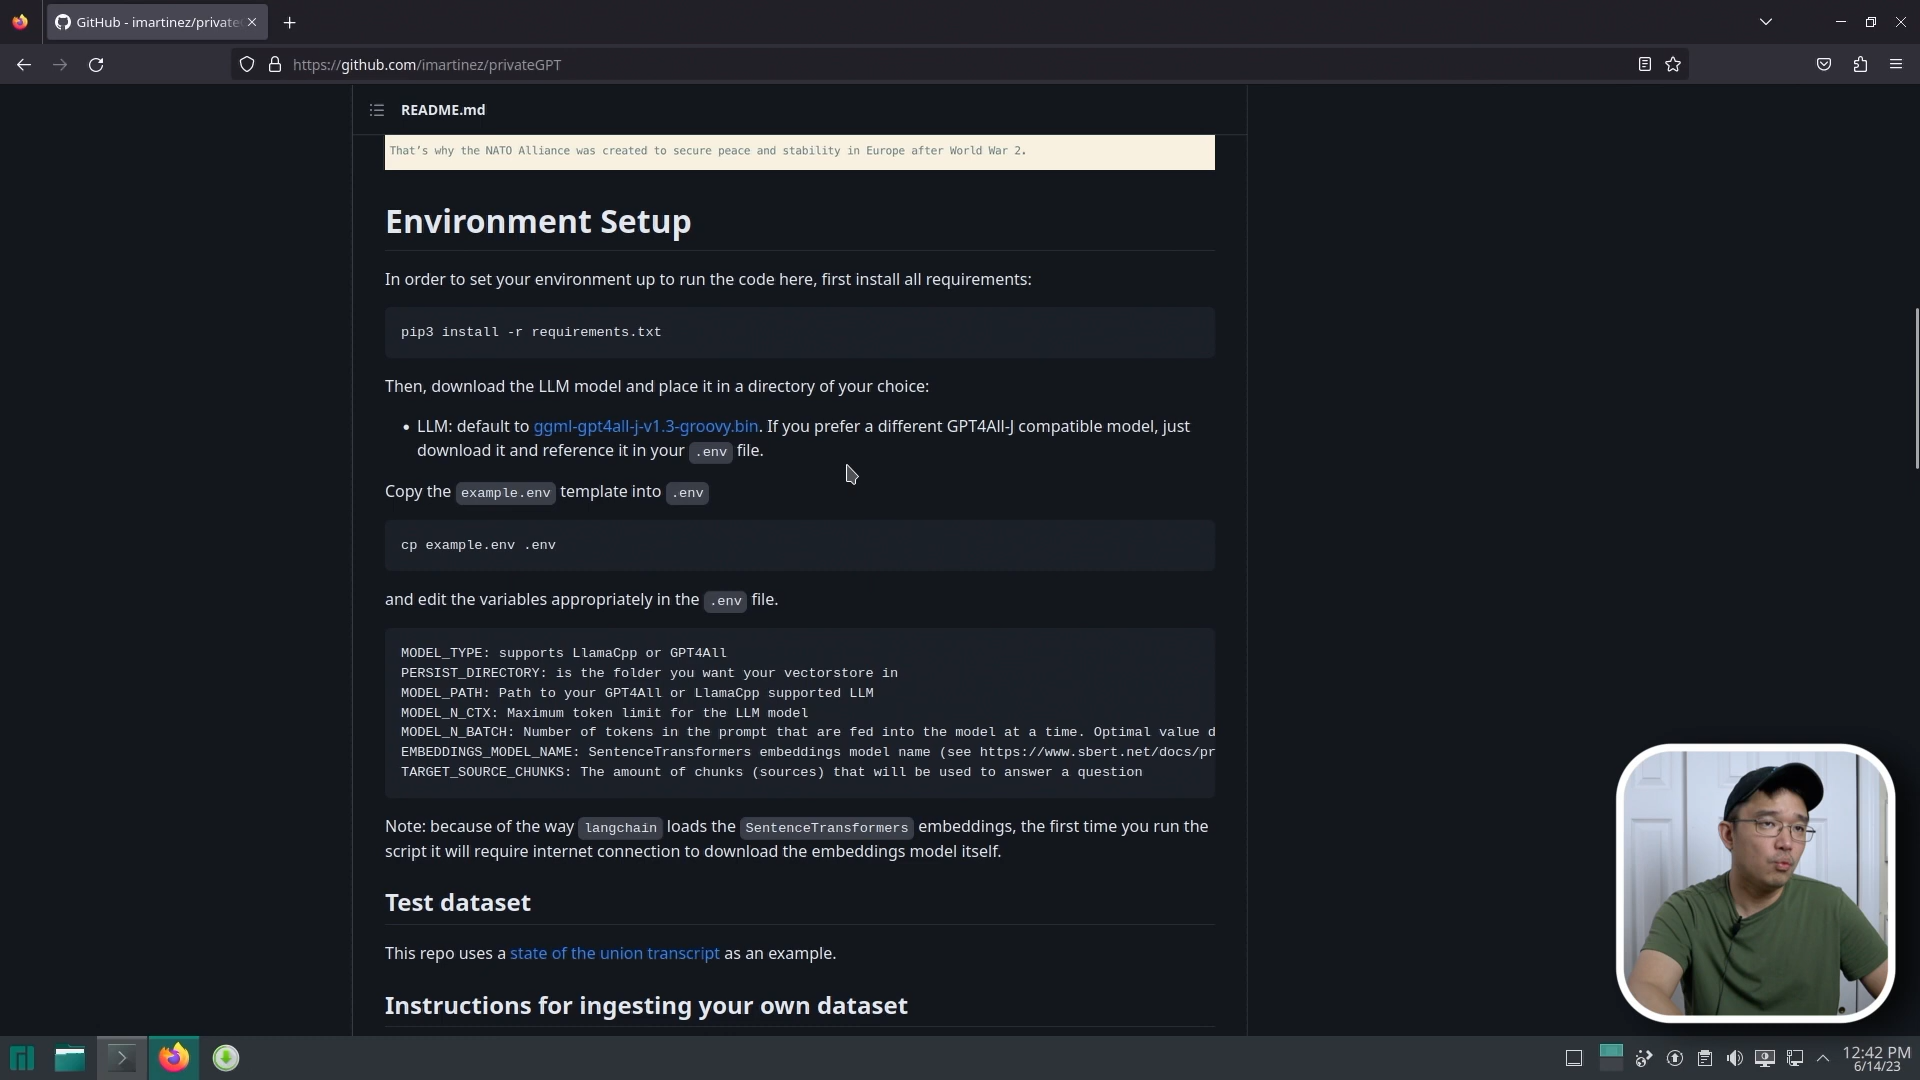 GitHub - imartinez/private
https://github.com/imartinez/privateGPT
README.md
That's why the NATO Alliance was created to secure peace and stability in Europe after World War 2.
Environment Setup
In order to set your environment up to run the code here, first install all requirements:
pip3 install -r requirements.txt
Then, download the LLM model and place it in a directory of your choice:
• LLM: default to ggml-gpt4all-j-v1.3-groovy.bin. If you prefer a different GPT4All-J compatible model, just
download it and reference it in your .env file.
Copy the example.env template into .env
cp example.env .env
and edit the variables appropriately in the .env file.
MODEL_TYPE: supports LlamaCpp or GPT4All
PERSIST_DIRECTORY: is the folder you want your vectorstore in
MODEL_PATH: Path to your GPT4All or LlamaCpp supported LLM
MODEL_N_CTX: Maximum token limit for the LLM model
MODEL_N_BATCH: Number of tokens in the prompt that are fed into the model at a time. Optimal value d
EMBEDDINGS_MODEL_NAME: SentenceTransformers embeddings model name (see https://www.sbert.net/docs/pr
TARGET_SOURCE_CHUNKS: The amount of chunks (sources) that will be used to answer a question
Note: because of the way langchain loads the SentenceTransformers embeddings, the first time you run the
script it will require internet connection to download the embeddings model itself.
Test dataset
This repo uses a state of the union transcript as an example.
Instructions for ingesting your own dataset
12:42 PM
6/14/23